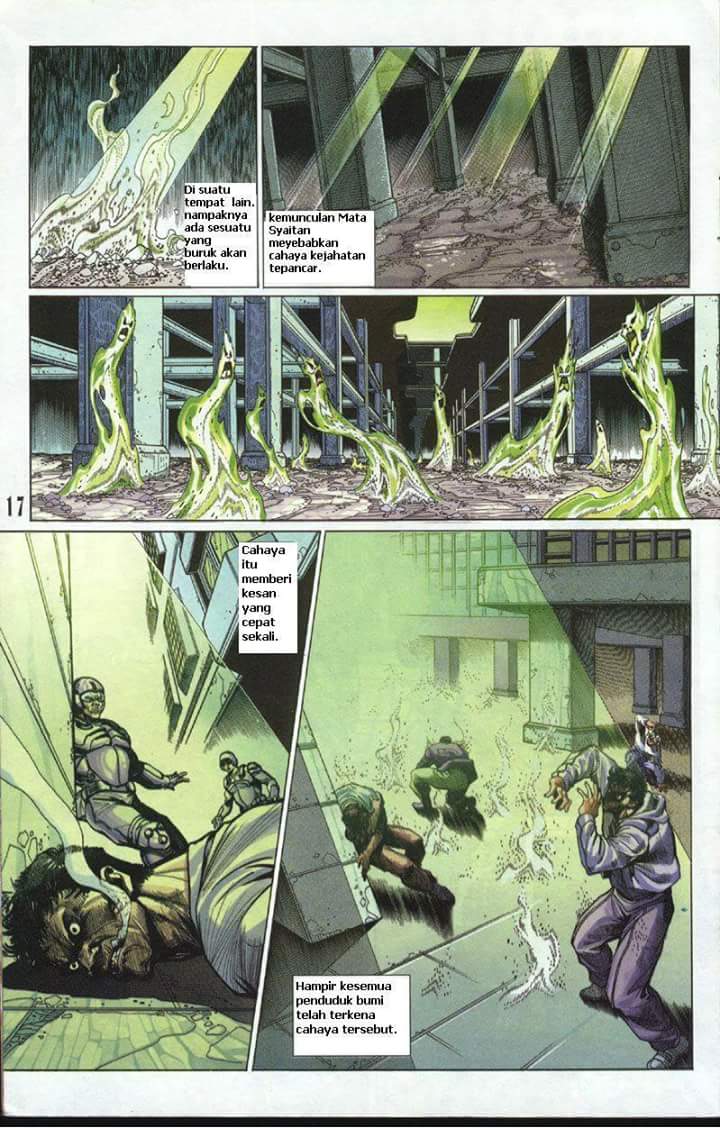 Di suatu
tempat lain.
nampaknya
ada sesuatu
yang
buruk akan
berlaku.
kemunculan Mata
Syaitan
meyebabkan
cahaya kejahatan
tepancar.
17
Cahaya
itu
memberi
kesan
yang
cepat
sekali.
Hampir kesemua
penduduk bumi
telah terkena
cahaya tersebut.